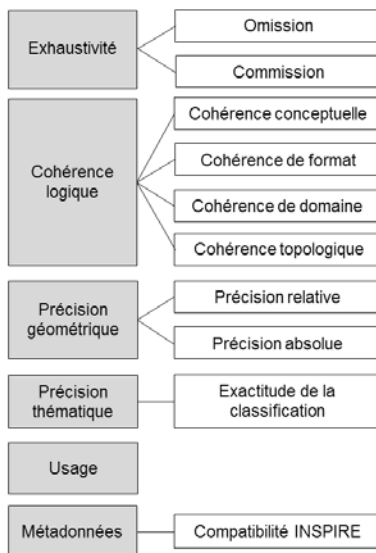 Exhaustivité
Omission
Commission
Cohérence
logique
Cohérence conceptuelle
Cohérence de format
Cohérence de domaine
Cohérence topologique
Précision
géométrique
Précision relative
Précision absolue
Précision
thématique
Exactitude de la
classification
Usage
Métadonnées
Compatibilité INSPIRE